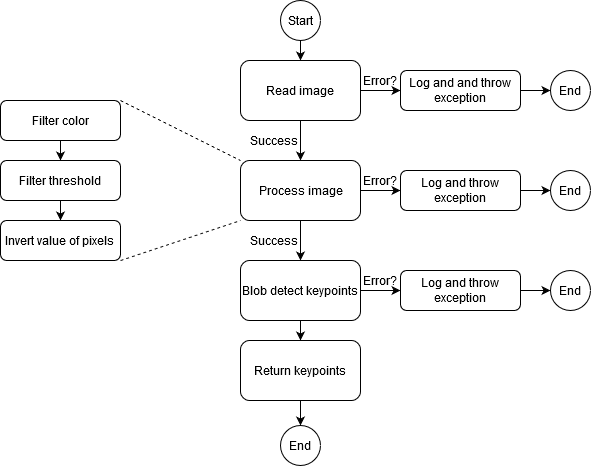 Start
Read image
Error?
Log and and throw
exception
End
Success
Filter color
Filter threshold
Invert value of pixels
Process image
Error?
Log and throw
exception
End
Success
Blob detect keypoints
Error?
Log and throw
exception
End
Return keypoints
End